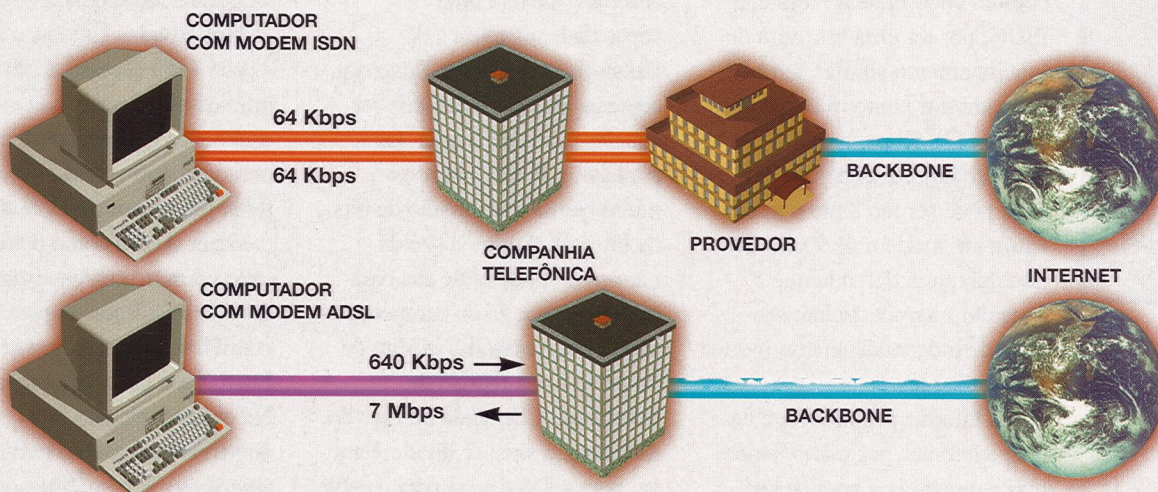 COMPUTADOR
COM MODEM ISDN
64 Kbps
64 Kbps
COMPANHIA
TELEFÔNICA
PROVEDOR
BACKBONE
INTERNET
COMPUTADOR
COM MODEM ADSL
640 Kbps
7 Mbps
BACKBONE